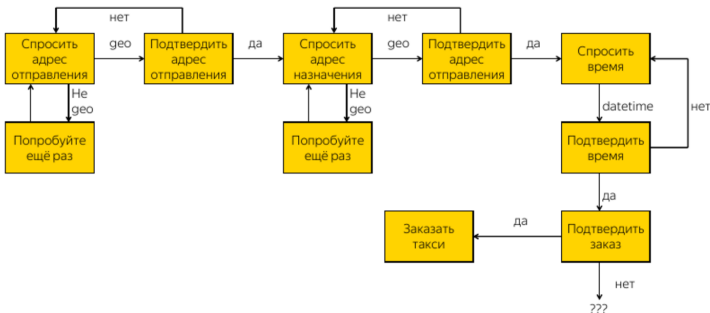 нет
нет
Спросить
адрес
отправления
geo
Подтвердить
адрес
отправления
да
Спросить
адрес
назначения
geo
Подтвердить
адрес
отправления
да
Спросить
время
Не
geo
Не
geo
datetime
нет
Попробуйте
ещё раз
Попробуйте
ещё раз
Подтвердить
время
да
Заказать
такси
да
Подтвердить
заказ
нет
???